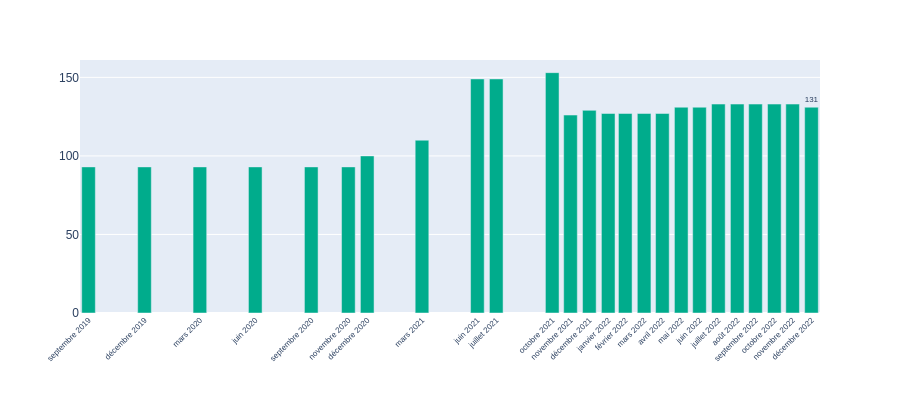 150
100
50
0
131
septembre 2019
décembre 2019
mars 2020
juin 2020
septembre 2020
novembre 2020
décembre 2020
mars 2021
juin 2021
juillet 2021
octobre 2021
novembre 2021
décembre 2021
janvier 2022
février 2022
mars 2022
avril 2022
mai 2022
juin 2022
juillet 2022
août 2022
septembre 2022
octobre 2022
novembre 2022
décembre 2022